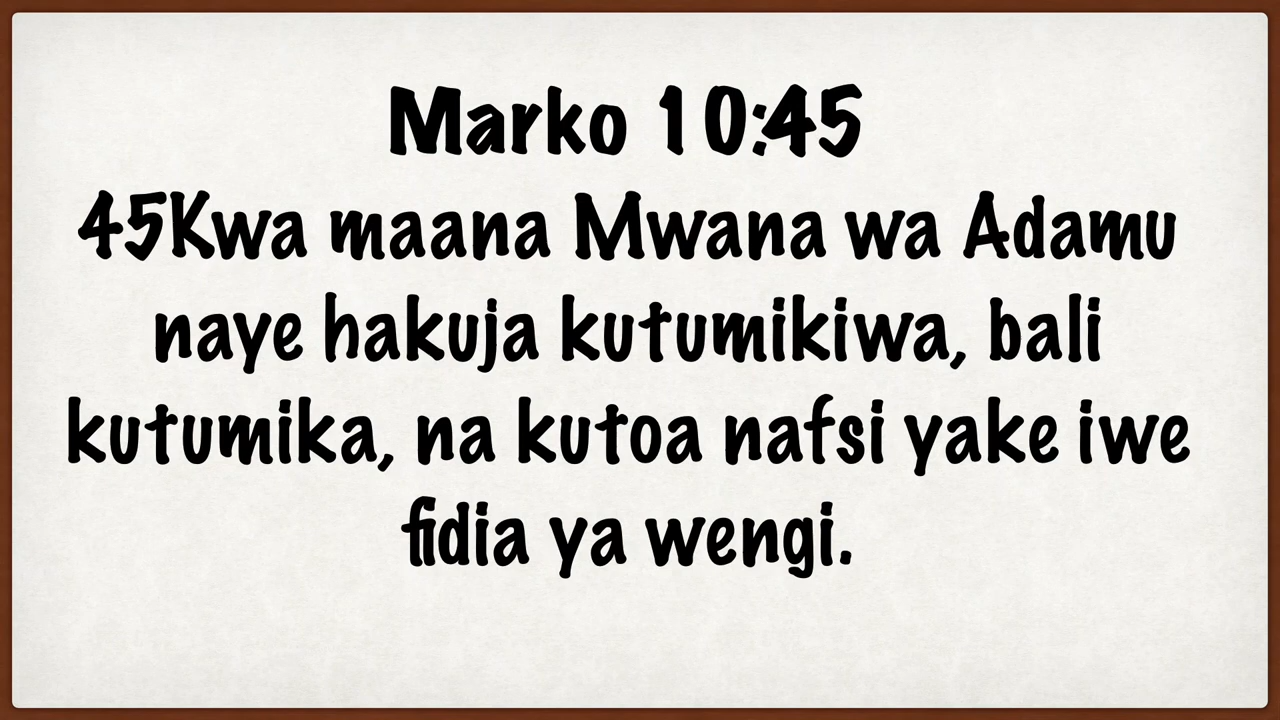 Marko 10:45
45Kwa maana Mwana wa Adamu
naye hakuja kutumikiwa, bali
kutumika, na kutoa nafsi yake iwe
fidia ya wengi.